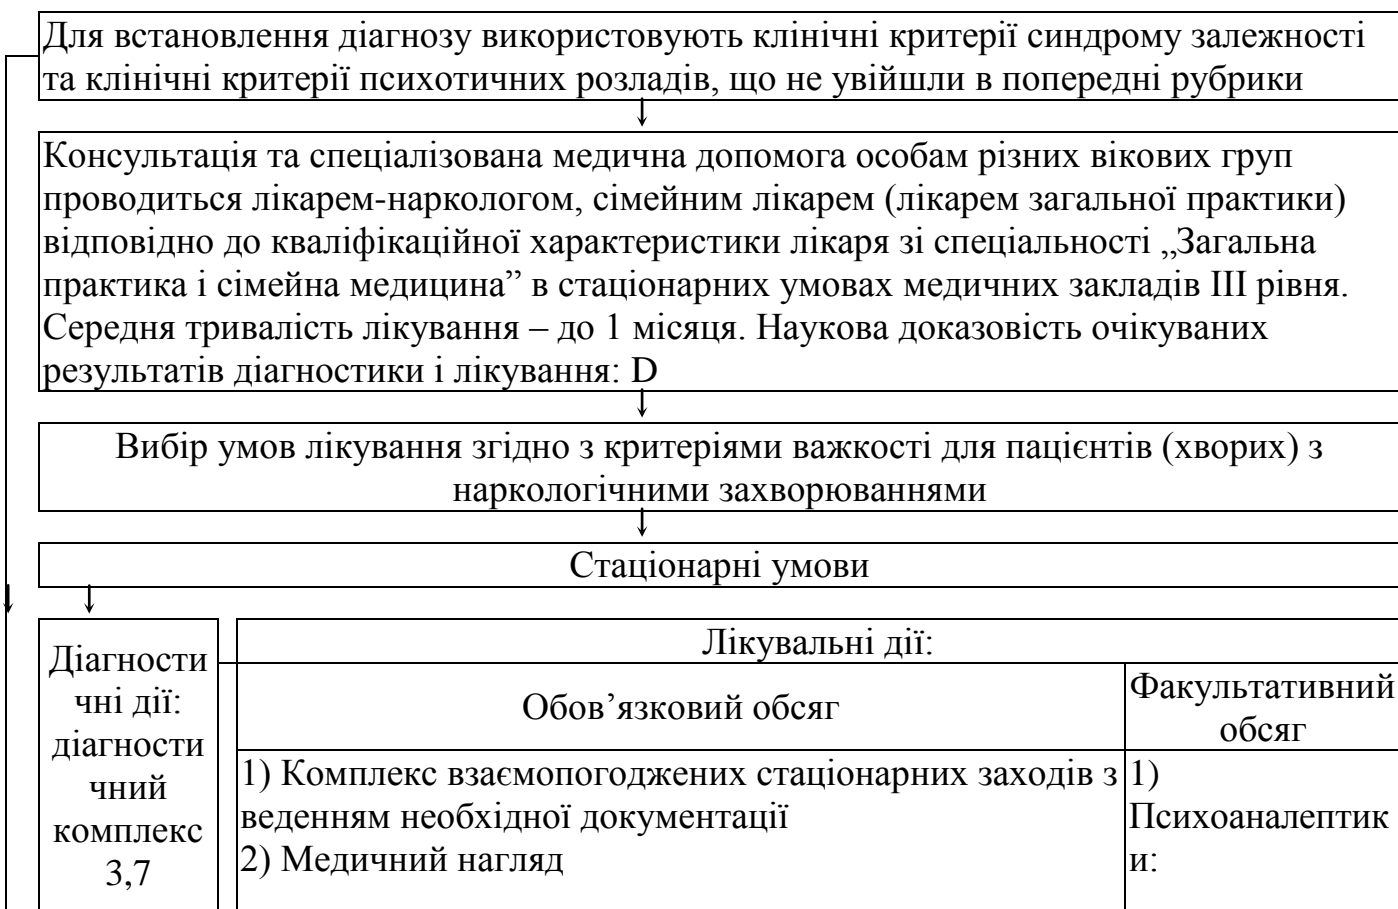 Для встановлення діагнозу використовують клінічні критерії синдрому залежності
та клінічні критерії психотичних розладів, що не увійшли в попередні рубрики
Консультація та спеціалізована медична допомога особам різних вікових груп
проводиться лікарем-наркологом, сімейним лікарем (лікарем загальної практики)
відповідно до кваліфікаційної характеристики лікаря зі спеціальності „Загальна
практика і сімейна медицина” в стаціонарних умовах медичних закладів III рівня.
Середня тривалість лікування – до 1 місяця. Наукова доказовість очікуваних
результатів діагностики і лікування: D
Вибір умов лікування згідно з критеріями важкості для пацієнтів (хворих) з
наркологічними захворюваннями
Стаціонарні умови
Діагности
чні дії:
діагности
чний
комплекс
3,7
Лікувальні дії:
Обов’язковий обсяг
Факультативний
обсяг
1) Комплекс взаємопогоджених стаціонарних заходів з
веденням необхідної документації
2) Медичний нагляд
1)
Психоаналептик
и: